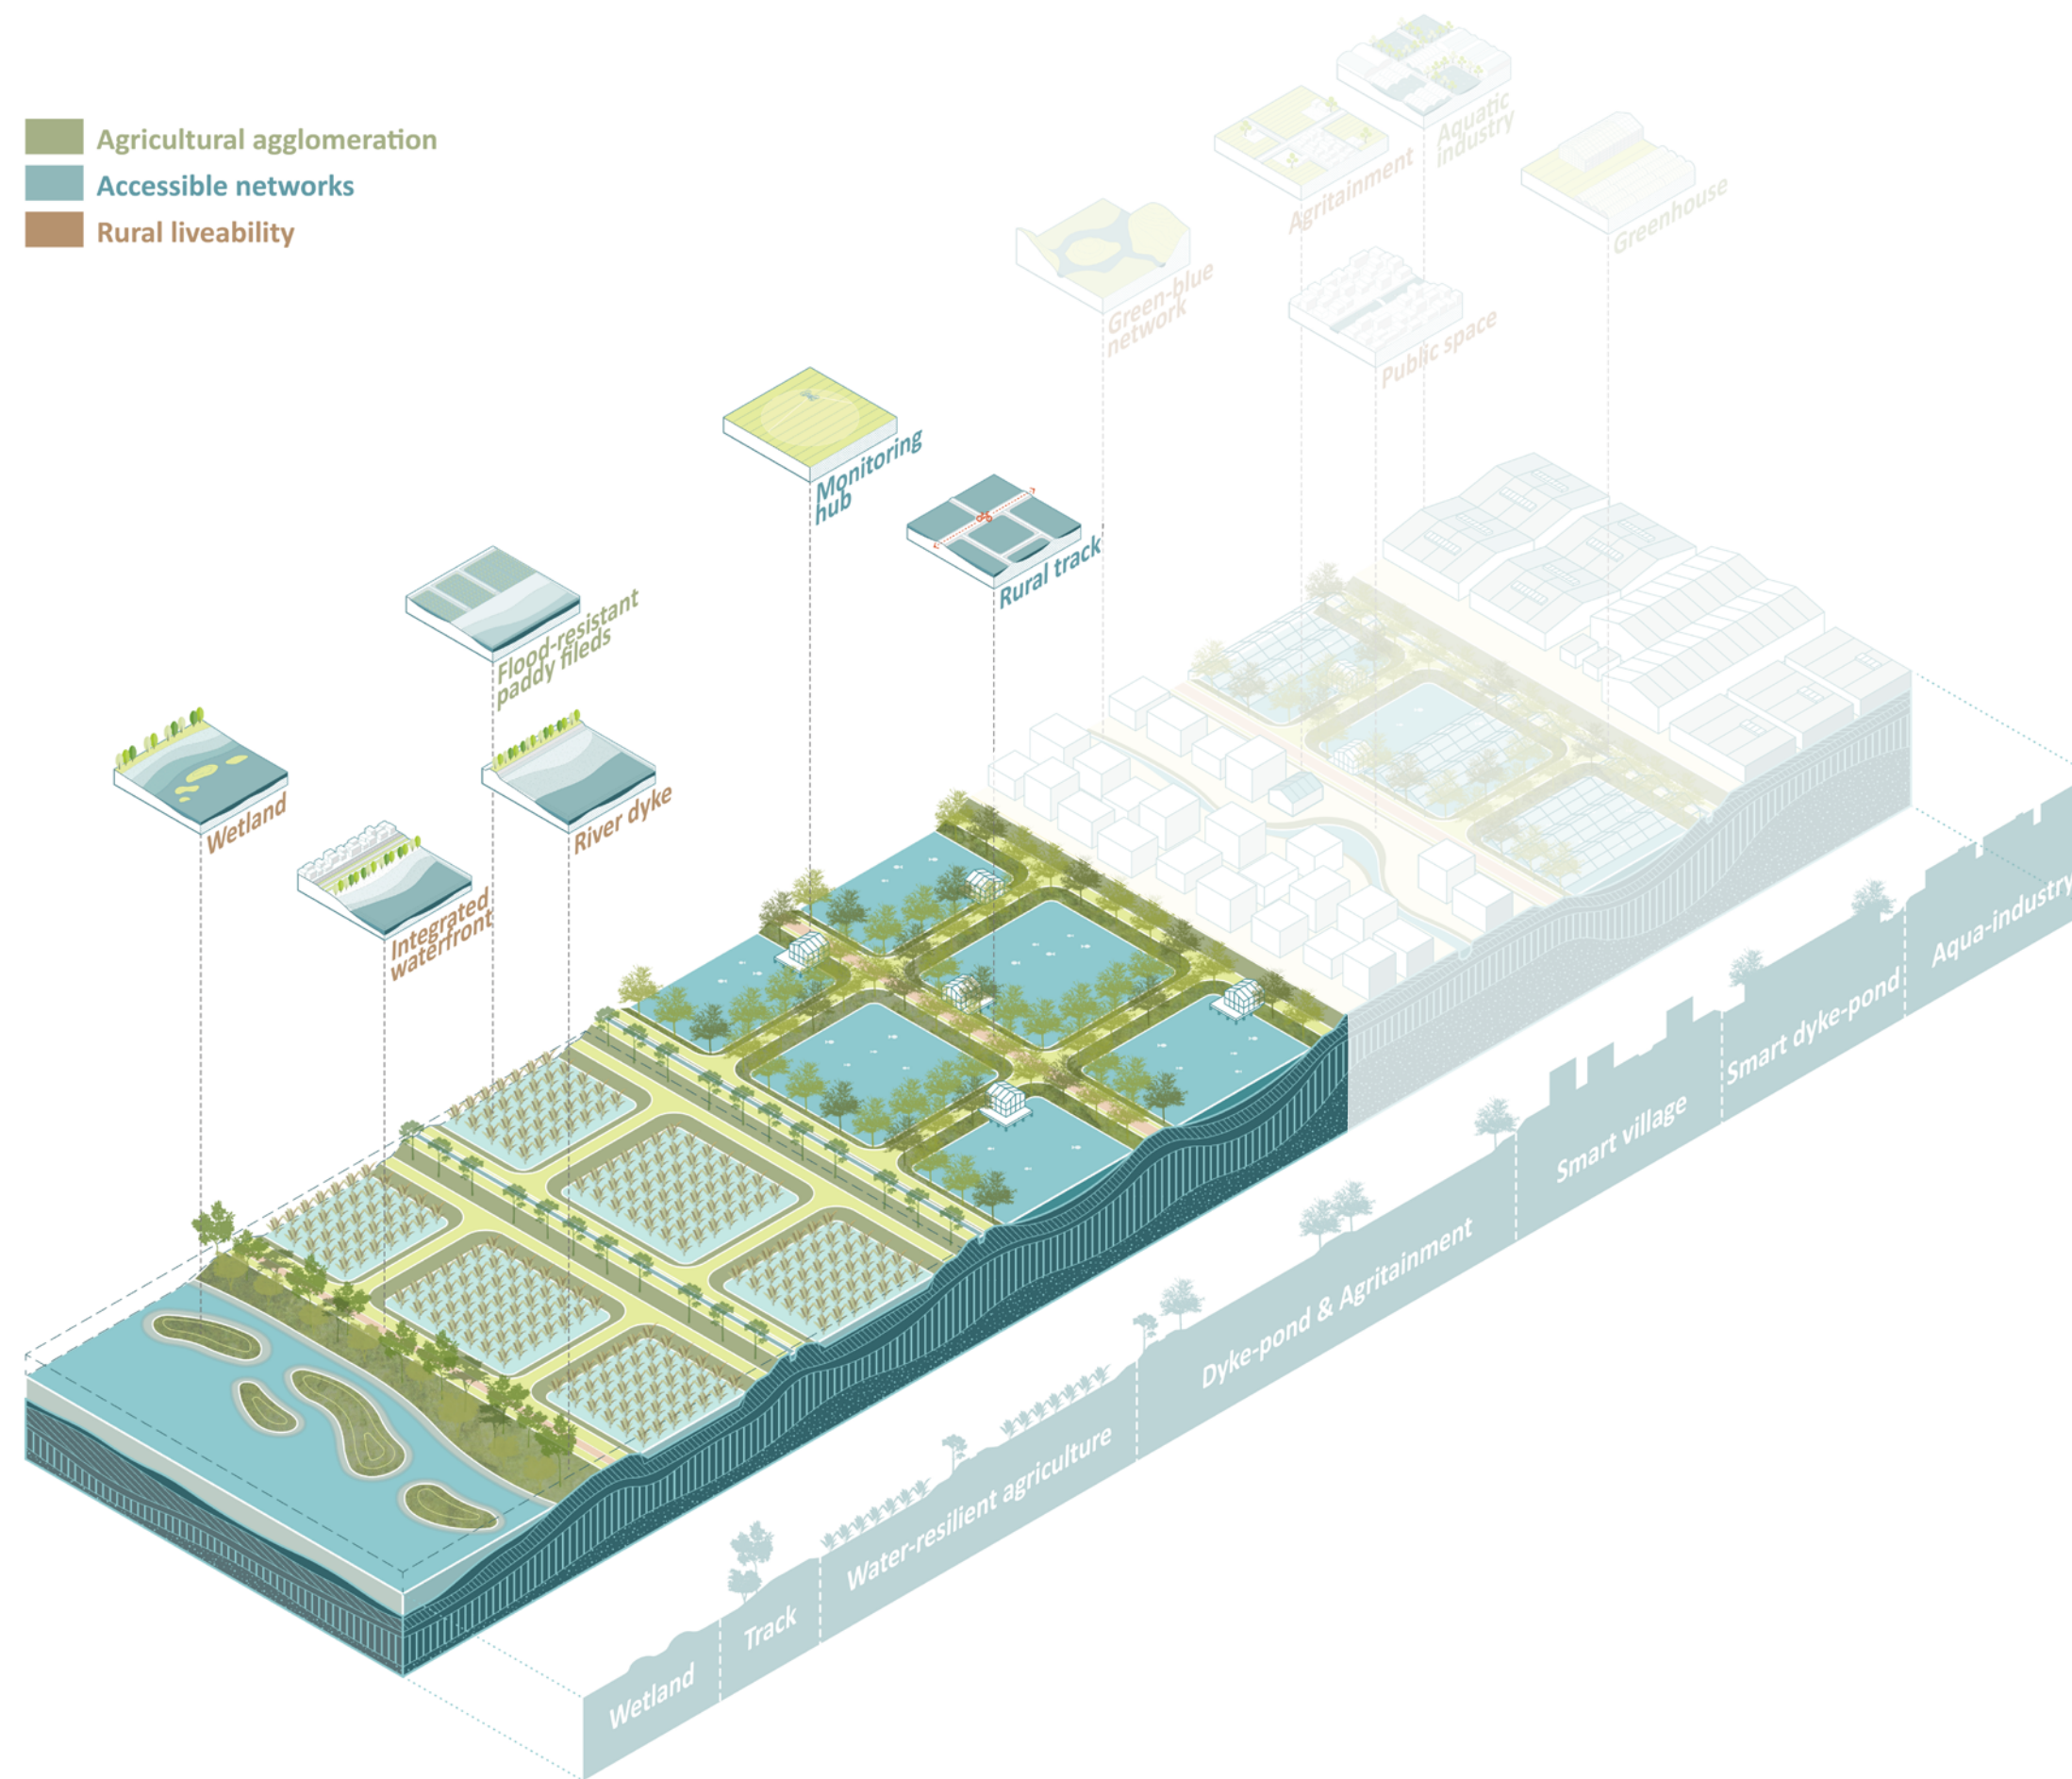 Agricultural agglomeration
Accessible networks
Rural liveability
Aquatic
industry
Agritainment
Greenhouse
Green-blue
network
Public space
Monitoring
hub
Rural track
Flood-resistant
paddy fileds
Wetland
River dyke
Integrated
waterfront
Wetland
Track
Water-resilient agriculture
Dyke-pond & Agritainment
Smart village
Smart dyke-pond
Aqua-industry